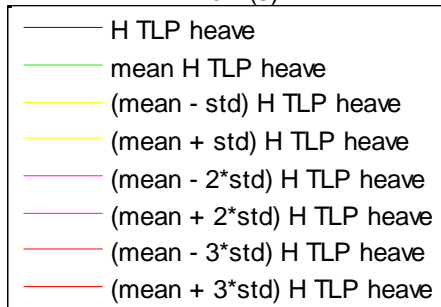 H TLP heave
mean H TLP heave
(mean - std) H TLP heave
(mean + std) H TLP heave
(mean - 2*std) H TLP heave
(mean + 2*std) H TLP heave
(mean - 3*std) H TLP heave
(mean + 3*std) H TLP heave